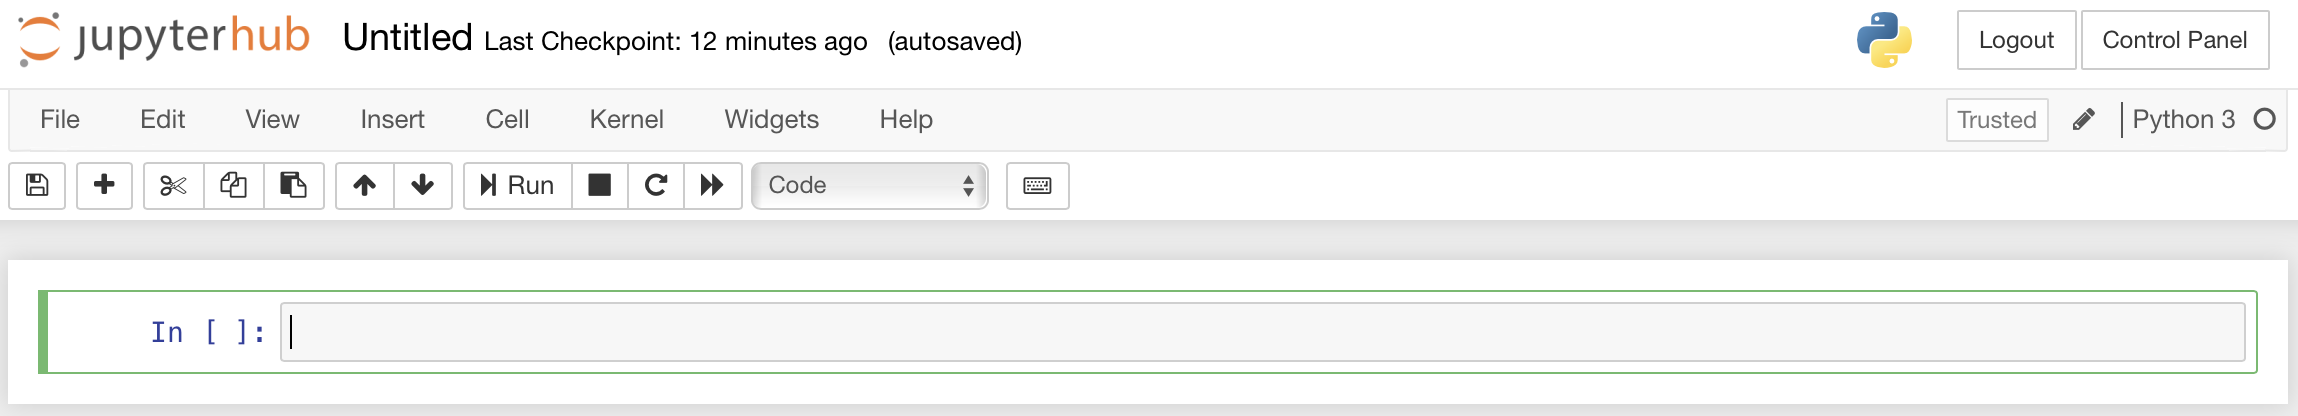 jupyterhub Untitled Last Checkpoint: 12 minutes ago (autosaved) Logout Control Panel
File Edit View Insert Cell Kernel Widgets Help Trusted Python 3
Run Code
In [ ]: